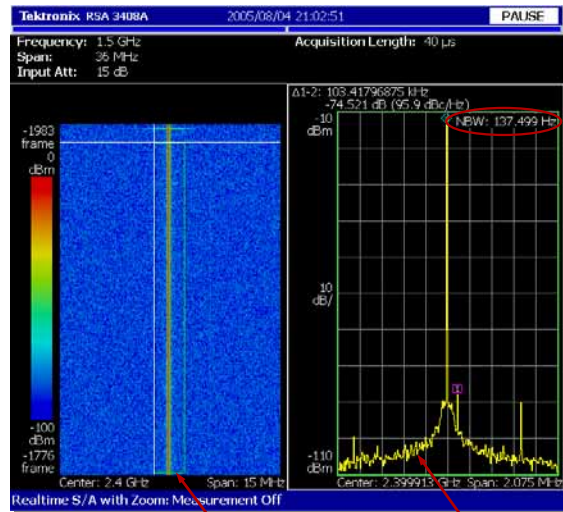 Tektronix RSA 3408A 2005/08/04 21:02:51 PAUSE
Frequency: 1.5 GHz Acquisition Length: 40 µs
Span: 36 MHz
Input Att: 15 dB
Δ1-2: 103.41796875 kHz
-74.521 dB (95.9 dBc/Hz)
-10
dBm
NBW: 137.499 Hz
-1983
frame
0
dBm
10
dB/
-100
dBm
-1776
frame
-110
dBm
Center: 2.4 GHz Span: 15 MHz
Center: 2.399913 GHz Span: 2.075 MHz
Realtime S/A with Zoom: Measurement Off